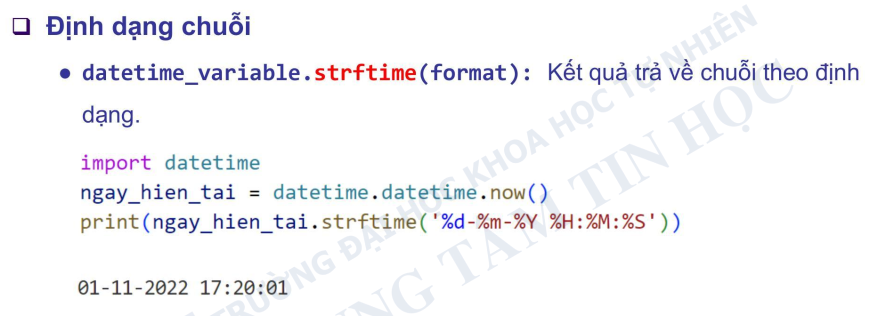 Định dạng chuỗi
• datetime_variable.strftime(format): Kết quả trả về chuỗi theo định
dạng.
import datetime
ngay_hien_tai = datetime.datetime.now()
print(ngay_hien_tai.strftime('%d-%m-%Y %H:%M:%S'))
01-11-2022 17:20:01
TRƯỜNG ĐẠI HỌC KHOA HỌC TỰ NHIÊN
TÂM TIN HỌC